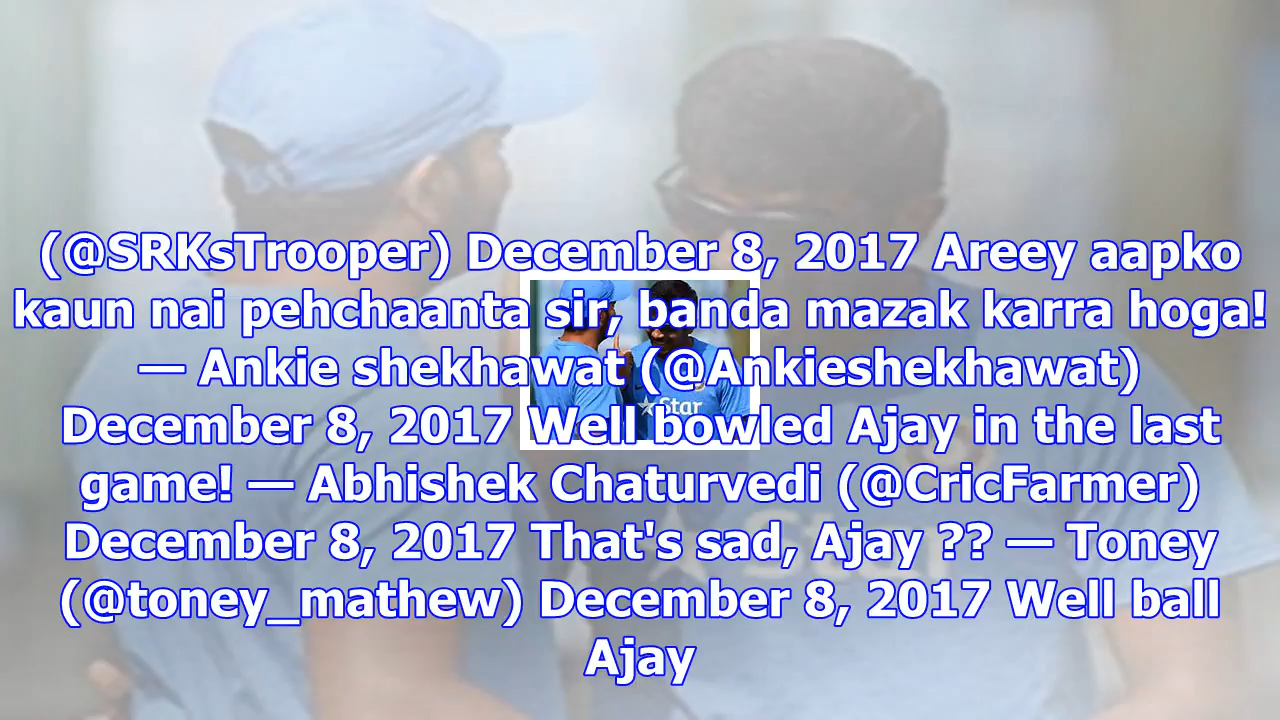 (@SRKsTrooper) December 8, 2017 Areey aapko
kaun nai pehchaanta sir, banda mazak karra hoga!
— Ankie shekhawat (@Ankieshekhawat)
December 8, 2017 Well bowled Ajay in the last
game! — Abhishek Chaturvedi (@CricFarmer)
December 8, 2017 That's sad, Ajay ?? — Toney
(@toney_mathew) December 8, 2017 Well ball
Ajay
Star